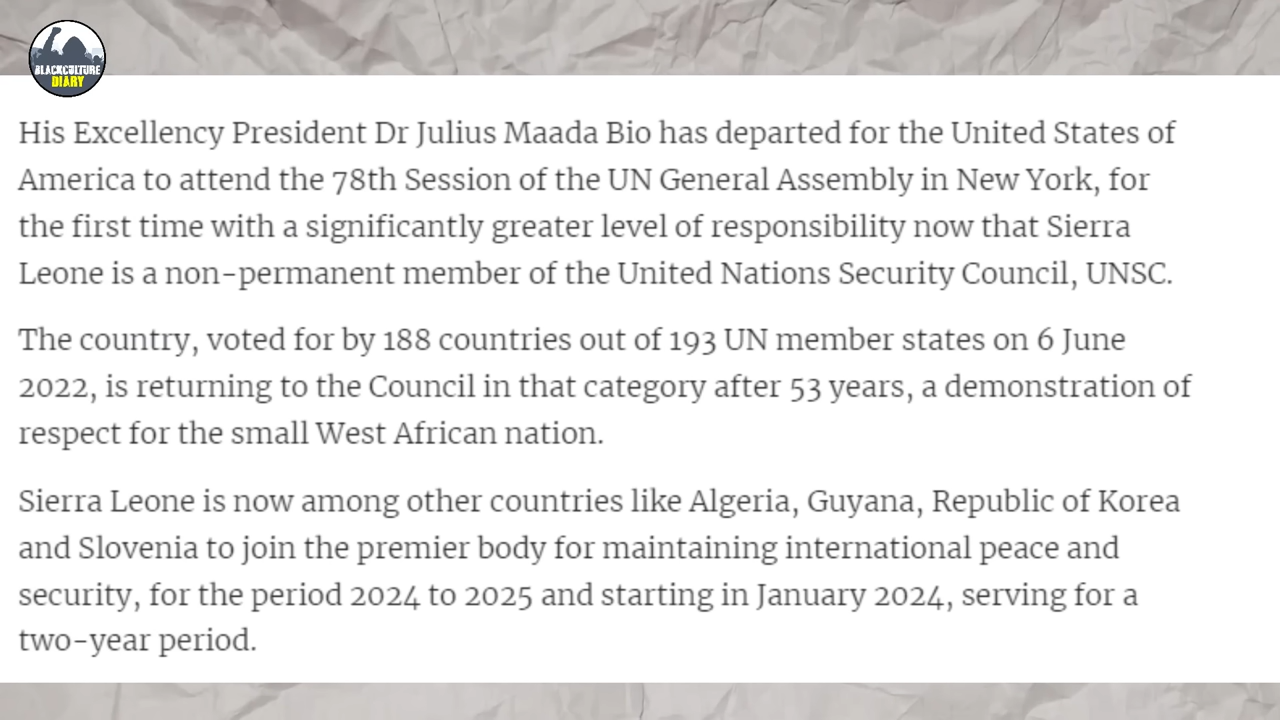 BLACKCULTURE
DIARY
His Excellency President Dr Julius Maada Bio has departed for the United States of
America to attend the 78th Session of the UN General Assembly in New York, for
the first time with a significantly greater level of responsibility now that Sierra
Leone is a non-permanent member of the United Nations Security Council, UNSC.
The country, voted for by 188 countries out of 193 UN member states on 6 June
2022, is returning to the Council in that category after 53 years, a demonstration of
respect for the small West African nation.
Sierra Leone is now among other countries like Algeria, Guyana, Republic of Korea
and Slovenia to join the premier body for maintaining international peace and
security, for the period 2024 to 2025 and starting in January 2024, serving for a
two-year period.